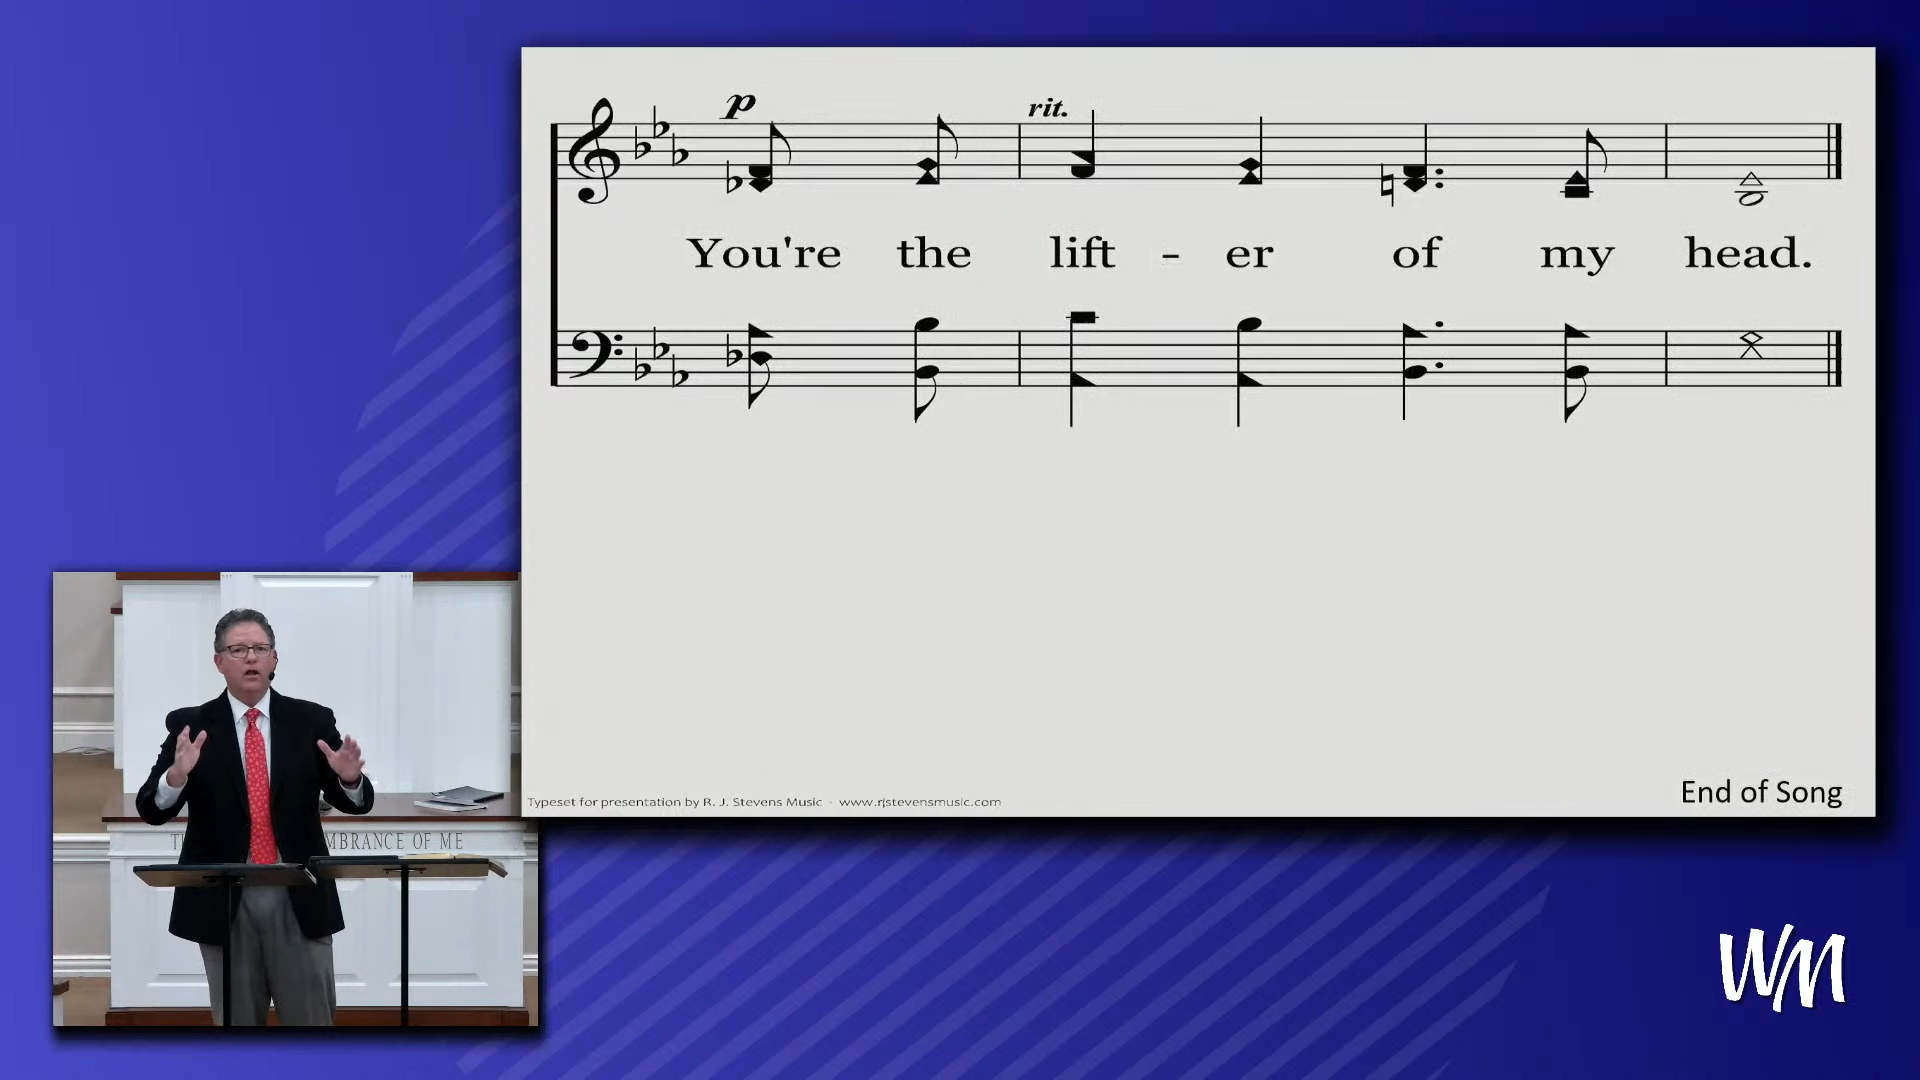 p
rit.
You're the lift - er of my head.
Typeset for presentation by R. J. Stevens Music - www.rjstevensmusic.com
End of Song
MBRANCE OF ME
WM